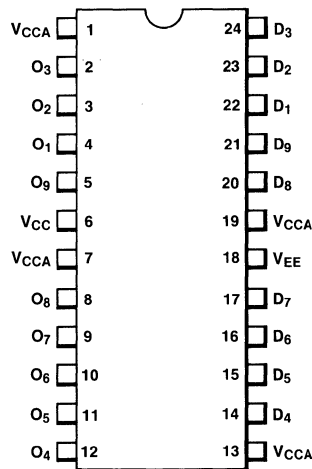 VCCA 1 24 D3
O3 2 23 D2
O2 3 22 D1
O1 4 21 D9
O9 5 20 D8
VCC 6 19 VCCA
VCCA 7 18 VEE
O8 8 17 D7
O7 9 16 D6
O6 10 15 D5
O5 11 14 D4
O4 12 13 VCCA